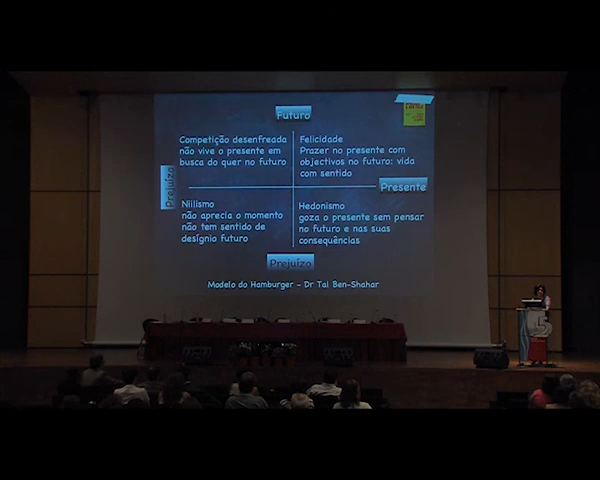 Futuro
Competição desenfreada
não vive o presente em
busca do quer no futuro
Felicidade
Prazer no presente com
objectivos no futuro: vida
com sentido
Prejuízo
Presente
Niilismo
não aprecia o momento
não tem sentido de
desígnio futuro
Hedonismo
goza o presente sem pensar
no futuro e nas suas
consequências
Prejuízo
Modelo do Hamburger - Dr Tal Ben-Shahar
5